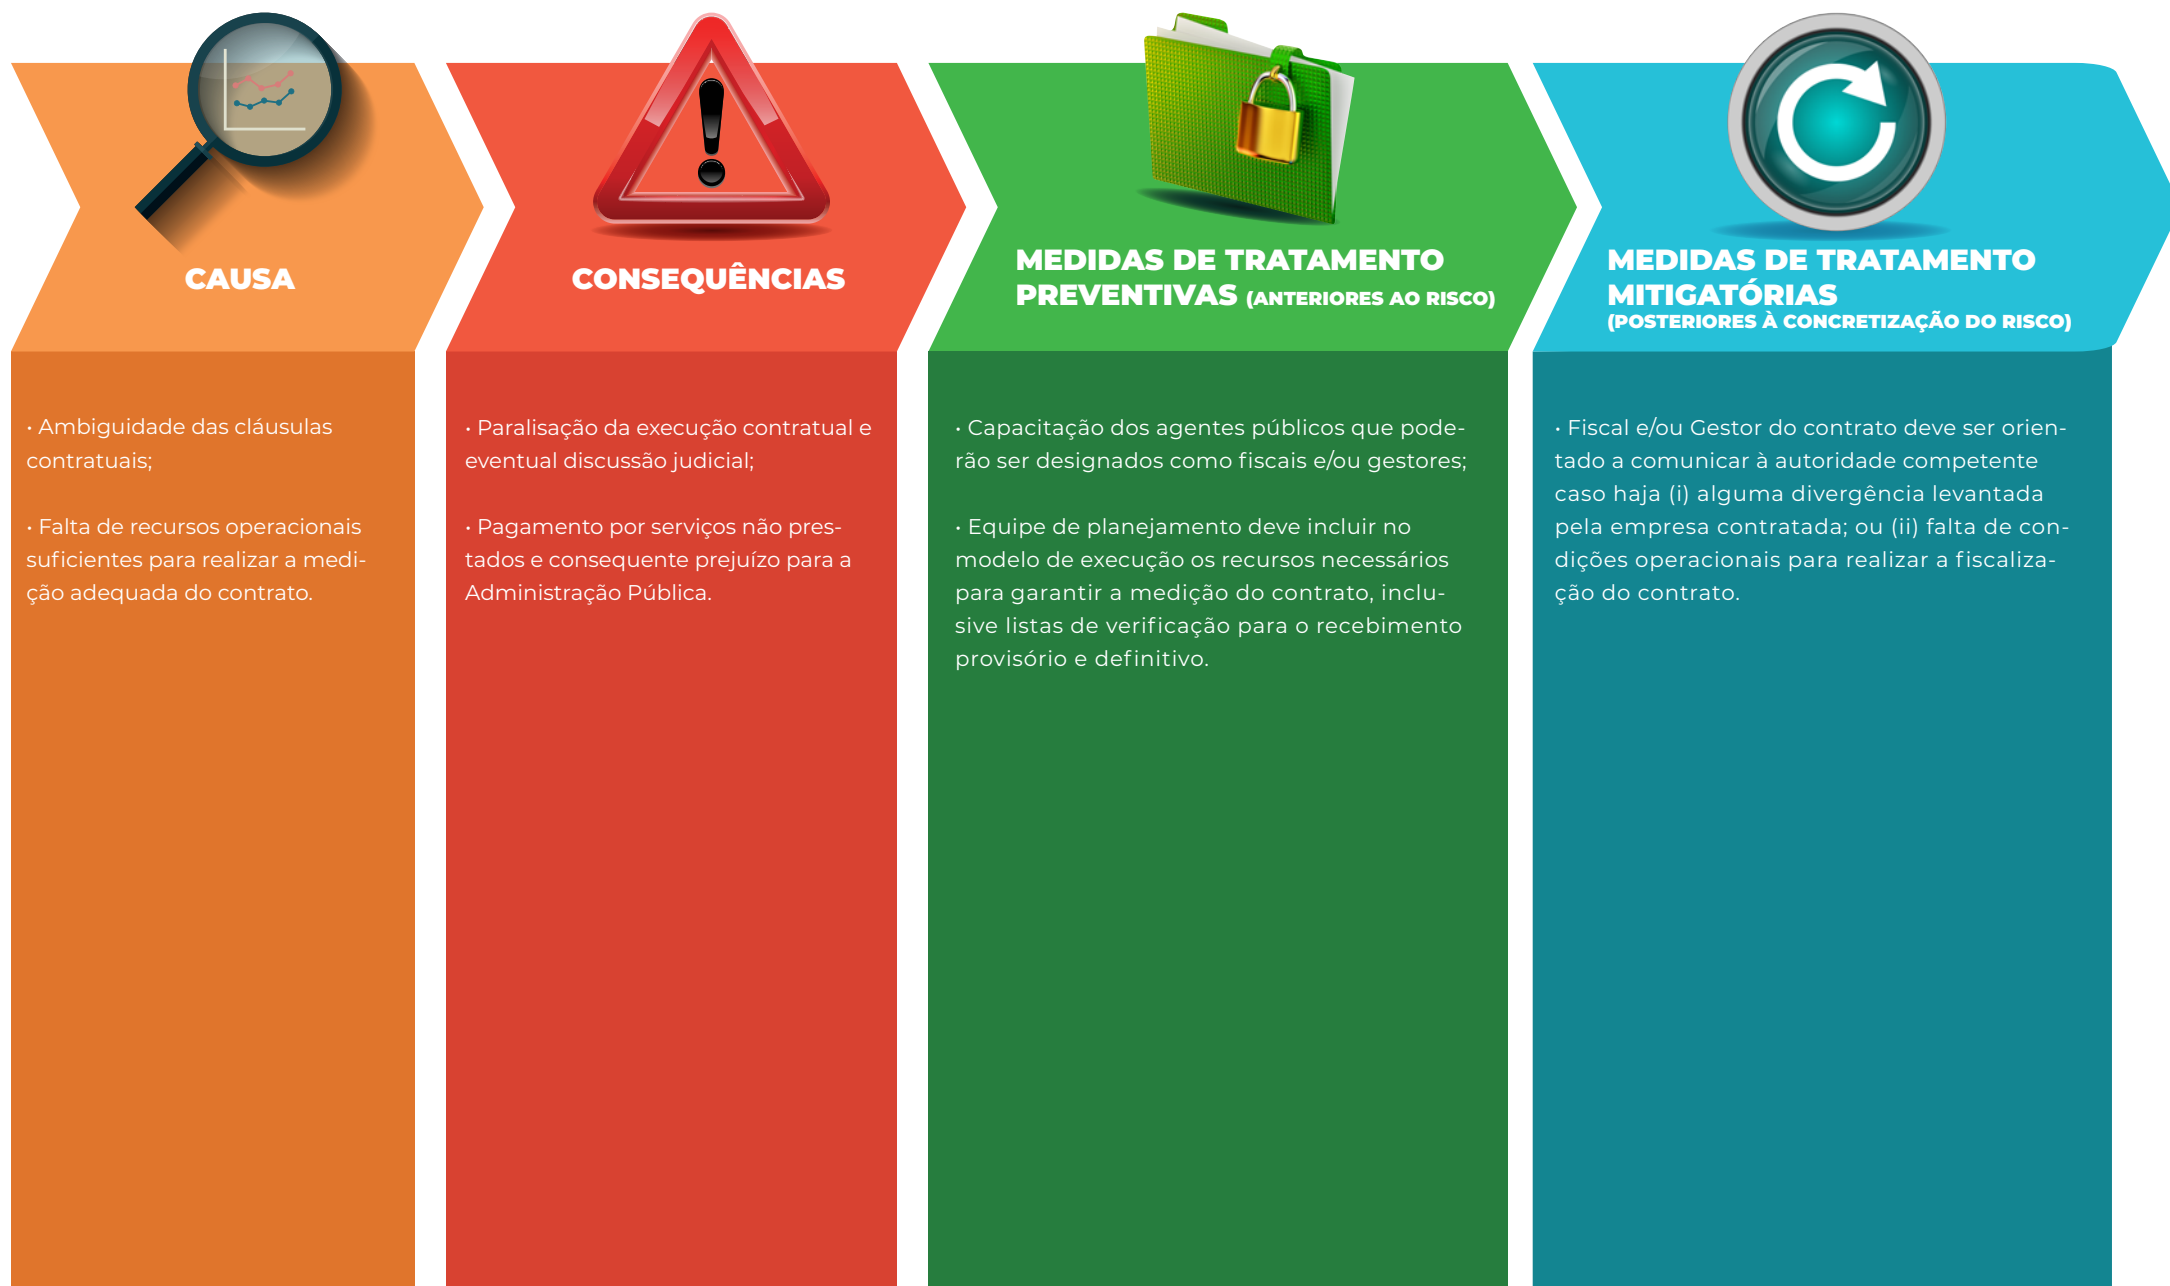 CAUSA
• Ambiguidade das cláusulas
contratuais;
• Falta de recursos operacionais
suficientes para realizar a medi-
ção adequada do contrato.
CONSEQUÊNCIAS
• Paralisação da execução contratual e
eventual discussão judicial;
• Pagamento por serviços não pres-
tados e consequente prejuízo para a
Administração Pública.
MEDIDAS DE TRATAMENTO
PREVENTIVAS (ANTERIORES AO RISCO)
• Capacitação dos agentes públicos que pode-
rão ser designados como fiscais e/ou gestores;
• Equipe de planejamento deve incluir no
modelo de execução os recursos necessários
para garantir a medição do contrato, inclu-
sive listas de verificação para o recebimento
provisório e definitivo.
MEDIDAS DE TRATAMENTO
MITIGATÓRIAS
(POSTERIORES À CONCRETIZAÇÃO DO RISCO)
• Fiscal e/ou Gestor do contrato deve ser orien-
tado a comunicar à autoridade competente
caso haja (i) alguma divergência levantada
pela empresa contratada; ou (ii) falta de con-
dições operacionais para realizar a fiscaliza-
ção do contrato.